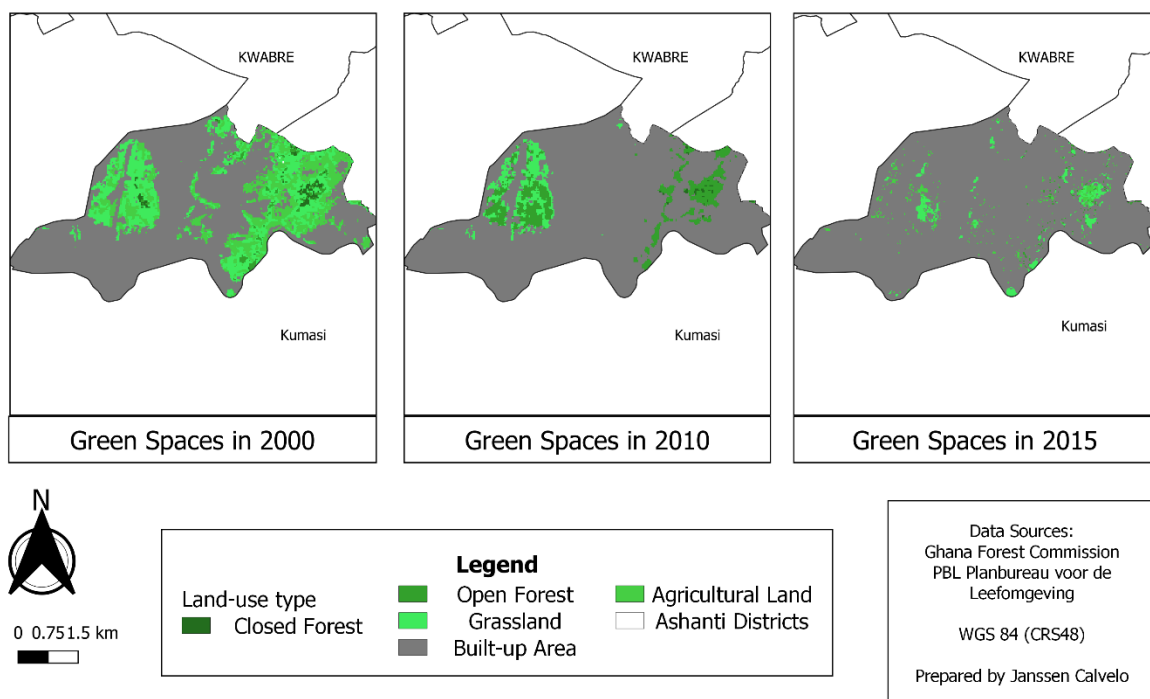 KWABRE
Kumasi
Green Spaces in 2000
KWABRE
Kumasi
Green Spaces in 2010
KWABRE
Kumasi
Green Spaces in 2015
N
0 0.751.5 km
Legend
Land-use type
Closed Forest
Open Forest
Grassland
Built-up Area
Agricultural Land
Ashanti Districts
Data Sources:
Ghana Forest Commission
PBL Planbureau voor de
Leefomgeving
WGS 84 (CRS48)
Prepared by Janssen Calvelo